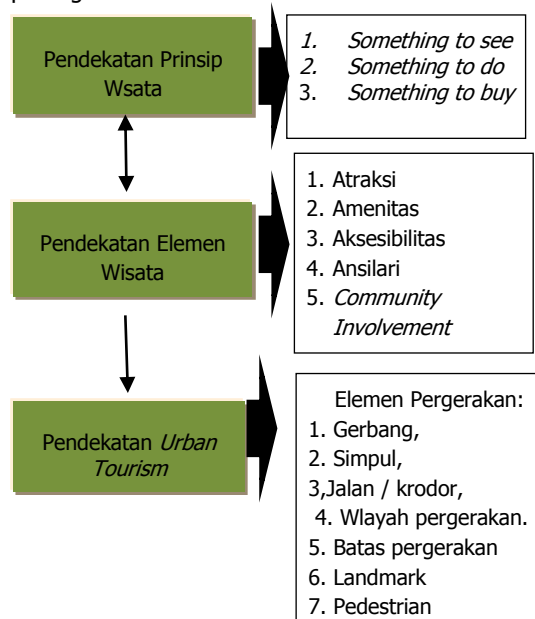 Pendekatan Prinsip
Wsata
1. Something to see
2. Something to do
3. Something to buy
Pendekatan Elemen
Wisata
1. Atraksi
2. Amenitas
3. Aksesibilitas
4. Ansilari
5. Community
Involvement
Pendekatan Urban
Tourism
Elemen Pergerakan:
1. Gerbang,
2. Simpul,
3,Jalan / krodor,
4. Wlayah pergerakan.
5. Batas pergerakan
6. Landmark
7. Pedestrian